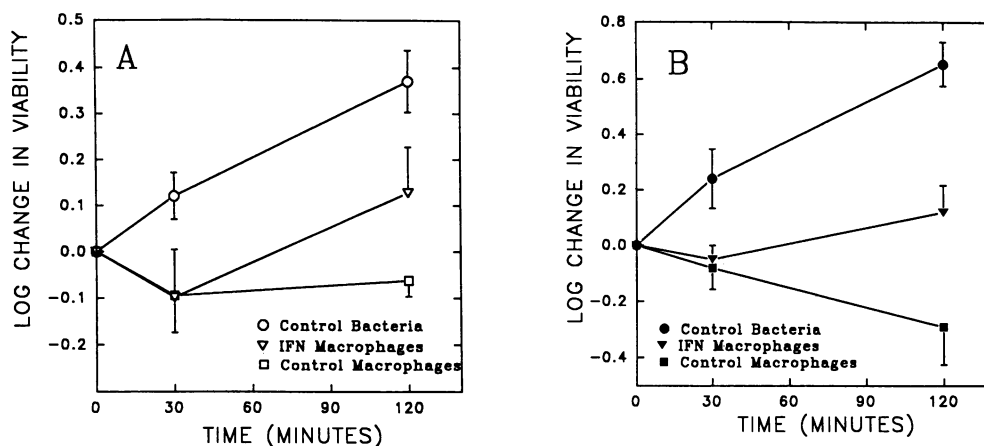 A
LOG CHANGE IN VIABILITY
0.5
0.4
0.3
0.2
0.1
0.0
−0.1
−0.2
Control Bacteria
IFN Macrophages
Control Macrophages
0 30 60 90 120
TIME (MINUTES)
B
LOG CHANGE IN VIABILITY
0.8
0.6
0.4
0.2
0.0
−0.2
−0.4
Control Bacteria
IFN Macrophages
Control Macrophages
0 30 60 90 120
TIME (MINUTES)